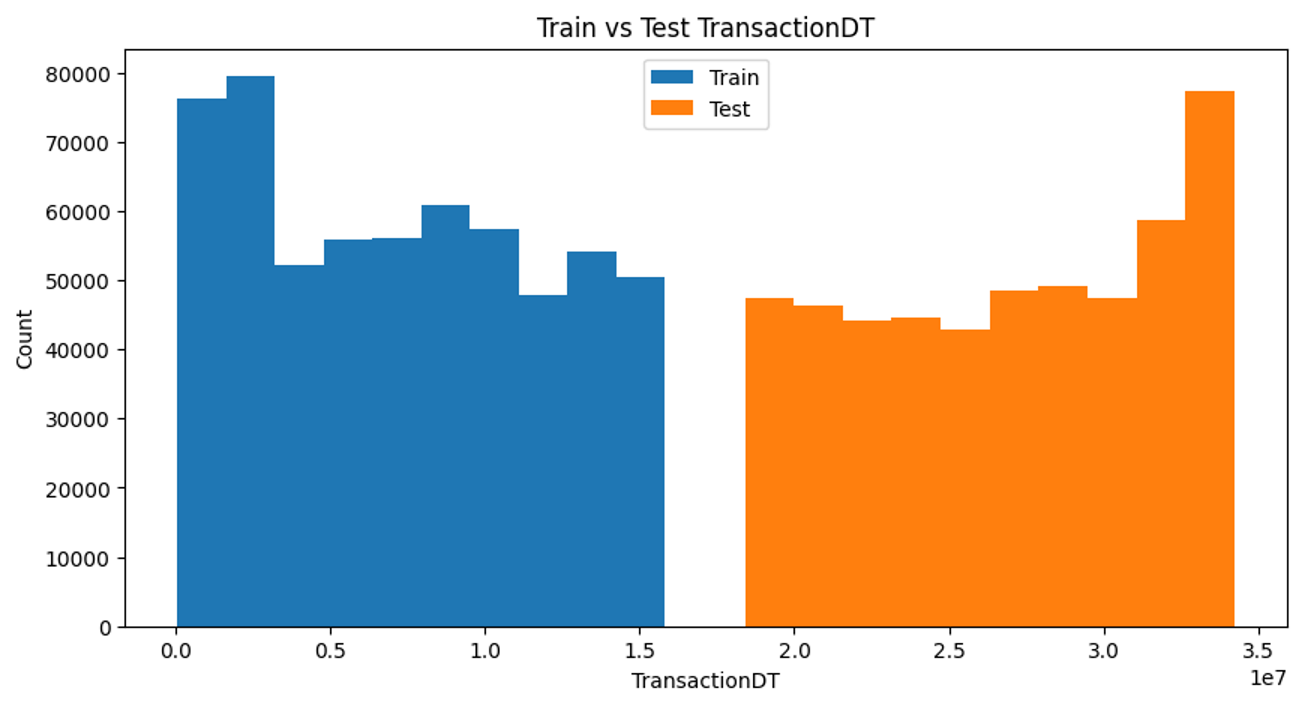 Train vs Test TransactionDT
Train
Test
80000
70000
60000
50000
40000
30000
20000
10000
0
Count
0.0 0.5 1.0 1.5 2.0 2.5 3.0 3.5
1e7
TransactionDT